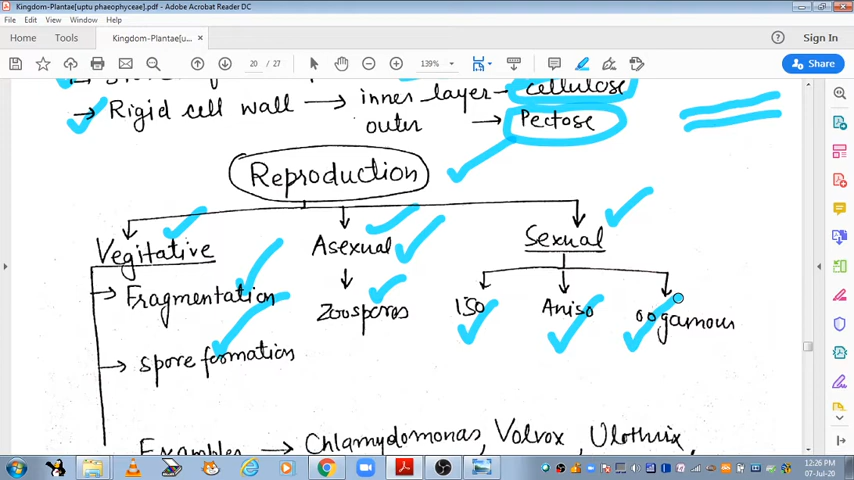 Kingdom-Plantae[uptu phaeophyceae].pdf - Adobe Acrobat Reader DC
File Edit View Window Help
Home Tools Kingdom-Plantae[u... × Sign In
20 / 27 139% Share
→ Rigid cell wall → inner layer - cellulose
outer → Pectose
Reproduction
Vegitative Asexual Sexual
→ Fragmentation Zoospores Iso Aniso oogamous
→ spore formation
Examples → Chlamydomonas, Volvox, Ulothrix,
12:26 PM
07-Jul-20